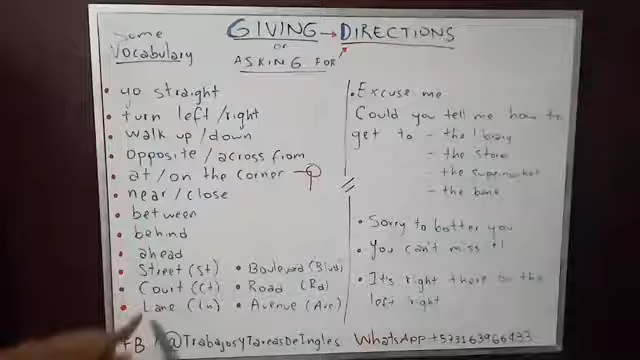 Some
Vocabulary
GIVING → DIRECTIONS
or
ASKING FOR
• go straight
• turn left /right
• walk up /down
• opposite / across from
• at / on the corner
• near / close
• between
• behind
• ahead
• Street (St) • Boulevard (Blvd)
• Court (Ct) • Road (Rd)
• Lane (Ln) • Avenue (Ave)
• Excuse me
Could you tell me how to
get to - the library
- the store
- the supermarket
- the bank
• Sorry to botter you
• You can't miss it
• It's right there on the
left right
FB @TrabajosyTareasDeIngles WhatsApp +573163966433